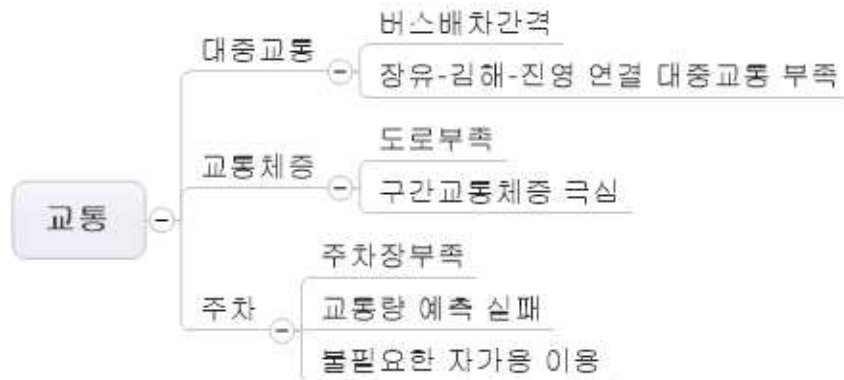 교통
대중교통
버스배차간격
장유-김해-진영 연결 대중교통 부족
교통체증
도로부족
구간교통체증 극심
주차
주차장부족
교통량 예측 실패
불필요한 자가용 이용